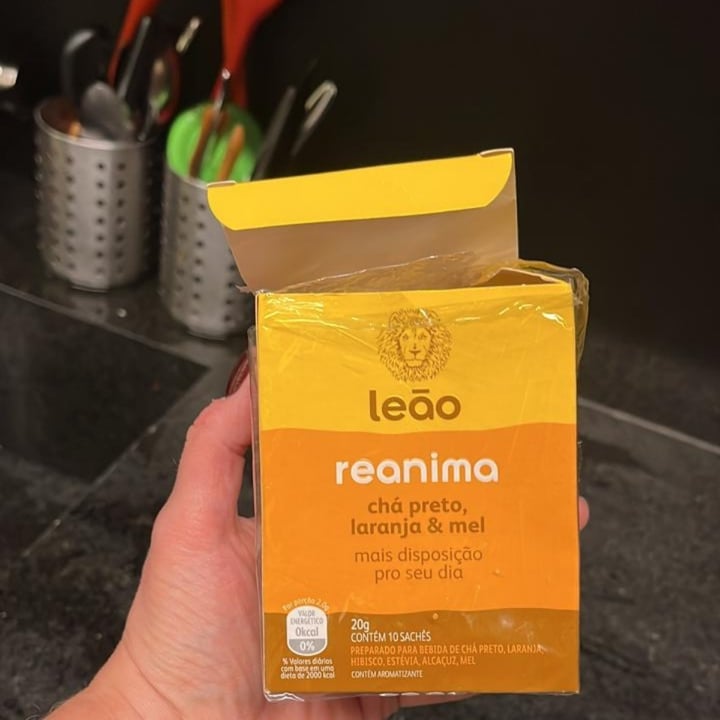 leão
reanima
chá preto,
laranja & mel
mais disposição
pro seu dia
Por porção 2,0g
VALOR
ENERGÉTICO
0kcal
0%
% Valores diários
com base em uma
dieta de 2000 kcal
20g
CONTÉM 10 SACHÊS
PREPARADO PARA BEBIDA DE CHÁ PRETO, LARANJA,
HIBISCO, ESTÉVIA, ALCAÇUZ, MEL
CONTÉM AROMATIZANTE